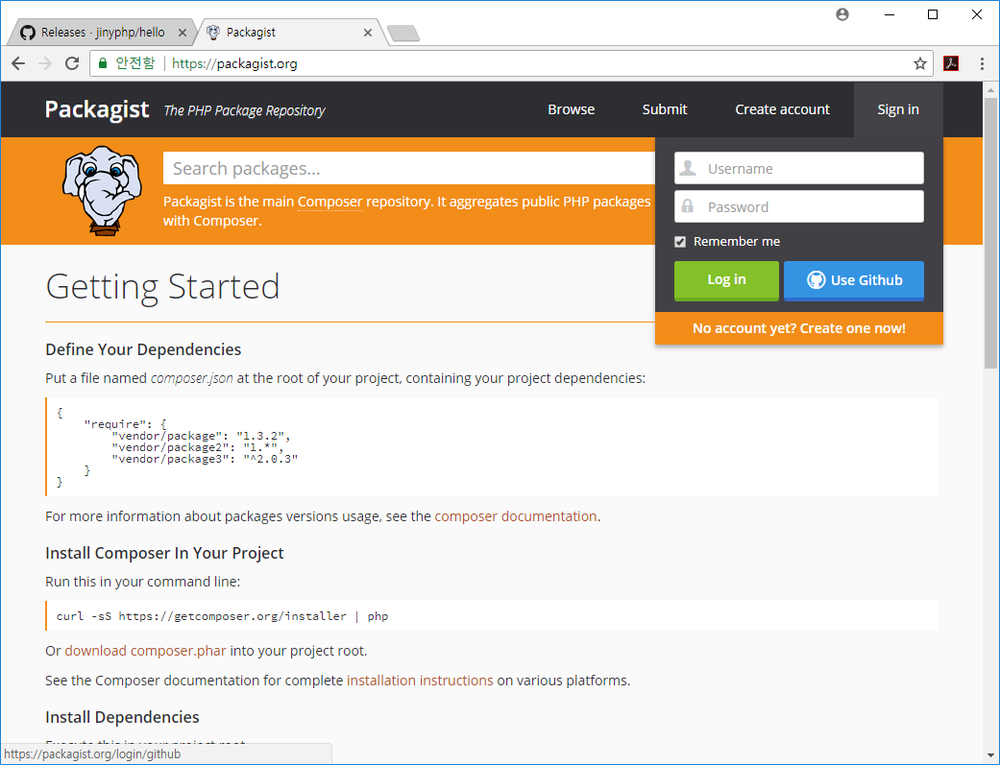 Releases · jinyphp/hello
Packagist
안전함
https://packagist.org
Packagist
The PHP Package Repository
Browse
Submit
Create account
Sign in
Search packages...
Packagist is the main Composer repository. It aggregates public PHP packages
with Composer.
Username
Password
Remember me
Log in
Use Github
No account yet? Create one now!
Getting Started
Define Your Dependencies
Put a file named composer.json at the root of your project, containing your project dependencies:
{
"require": {
"vendor/package": "1.3.2",
"vendor/package2": "1.*",
"vendor/package3": "^2.0.3"
}
}
For more information about packages versions usage, see the composer documentation.
Install Composer In Your Project
Run this in your command line:
curl -sS https://getcomposer.org/installer | php
Or download composer.phar into your project root.
See the Composer documentation for complete installation instructions on various platforms.
Install Dependencies
Execute this in your project root.
https://packagist.org/login/github